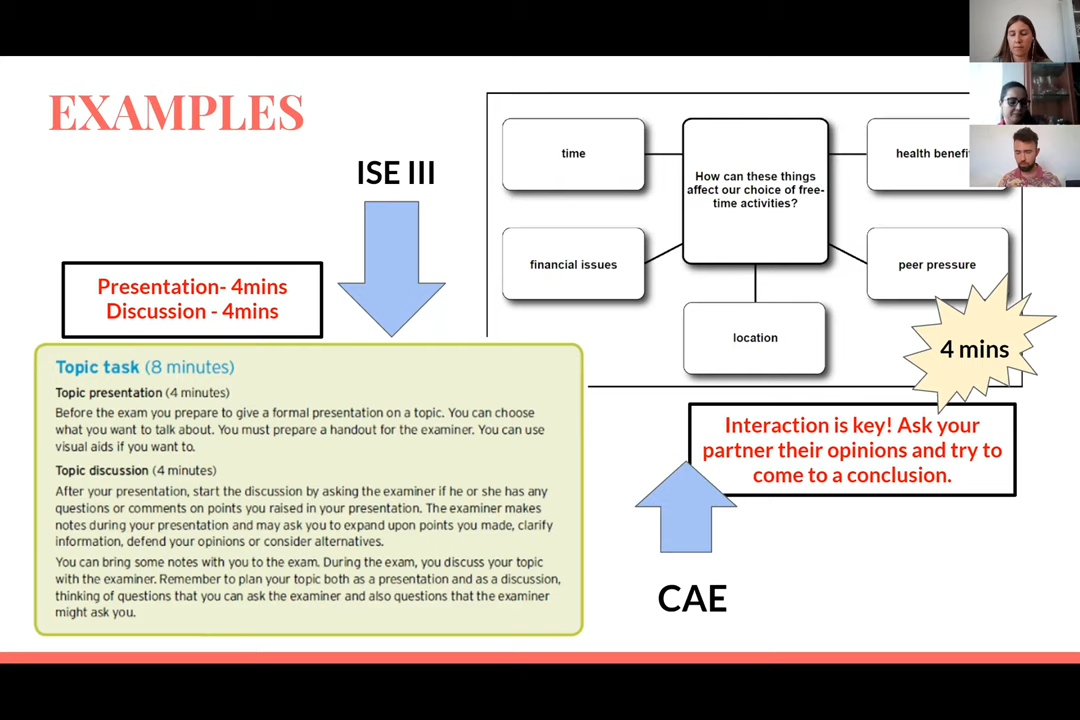 EXAMPLES
ISE III
Presentation- 4mins
Discussion - 4mins
Topic task (8 minutes)
Topic presentation (4 minutes)
Before the exam you prepare to give a formal presentation on a topic. You can choose
what you want to talk about. You must prepare a handout for the examiner. You can use
visual aids if you want to.
Topic discussion (4 minutes)
After your presentation, start the discussion by asking the examiner if he or she has any
questions or comments on points you raised in your presentation. The examiner makes
notes during your presentation and may ask you to expand upon points you made, clarify
information, defend your opinions or consider alternatives.
You can bring some notes with you to the exam. During the exam, you discuss your topic
with the examiner. Remember to plan your topic both as a presentation and as a discussion,
thinking of questions that you can ask the examiner and also questions that the examiner
might ask you.
time
How can these things
affect our choice of free-
time activities?
health
financial issues
peer pressure
location
4 mins
Interaction is key! Ask your
partner their opinions and try to
come to a conclusion.
CAE